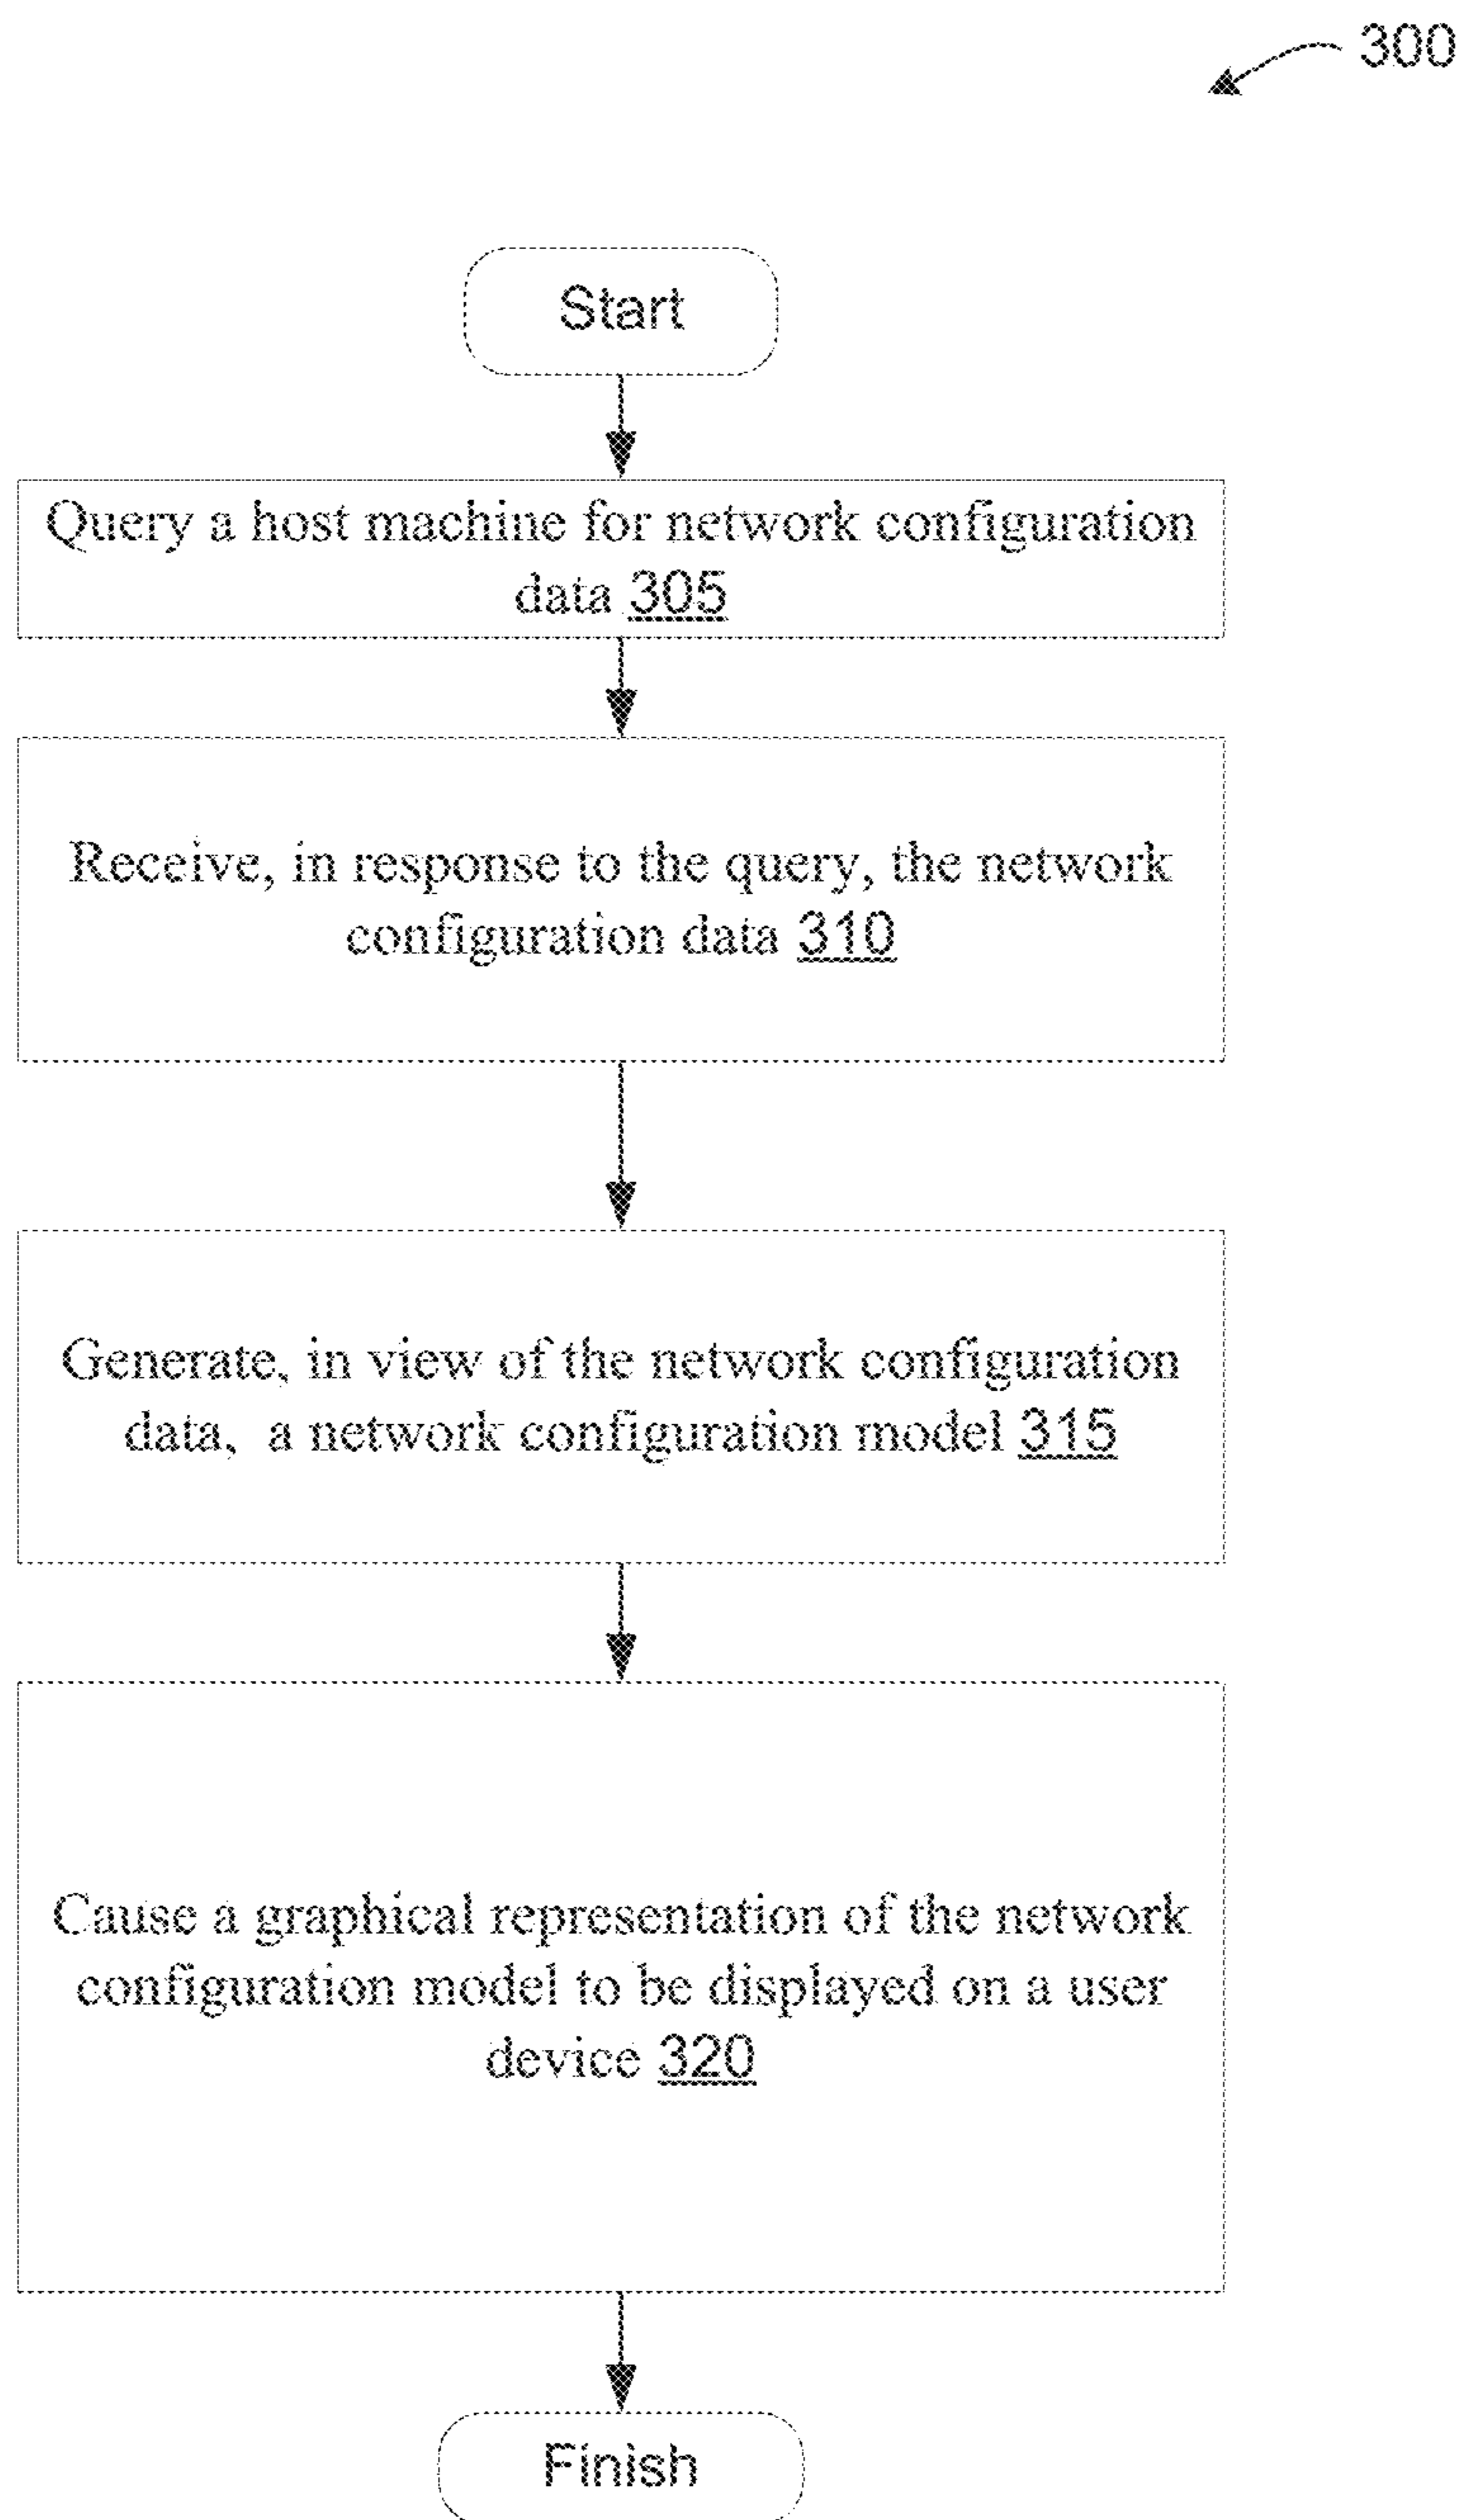 300
Start
Query a host machine for network configuration
data 305
Receive, in response to the query, the network
configuration data 310
Generate, in view of the network configuration
data, a network configuration model 315
Cause a graphical representation of the network
configuration model to be displayed on a user
device 320
Finish